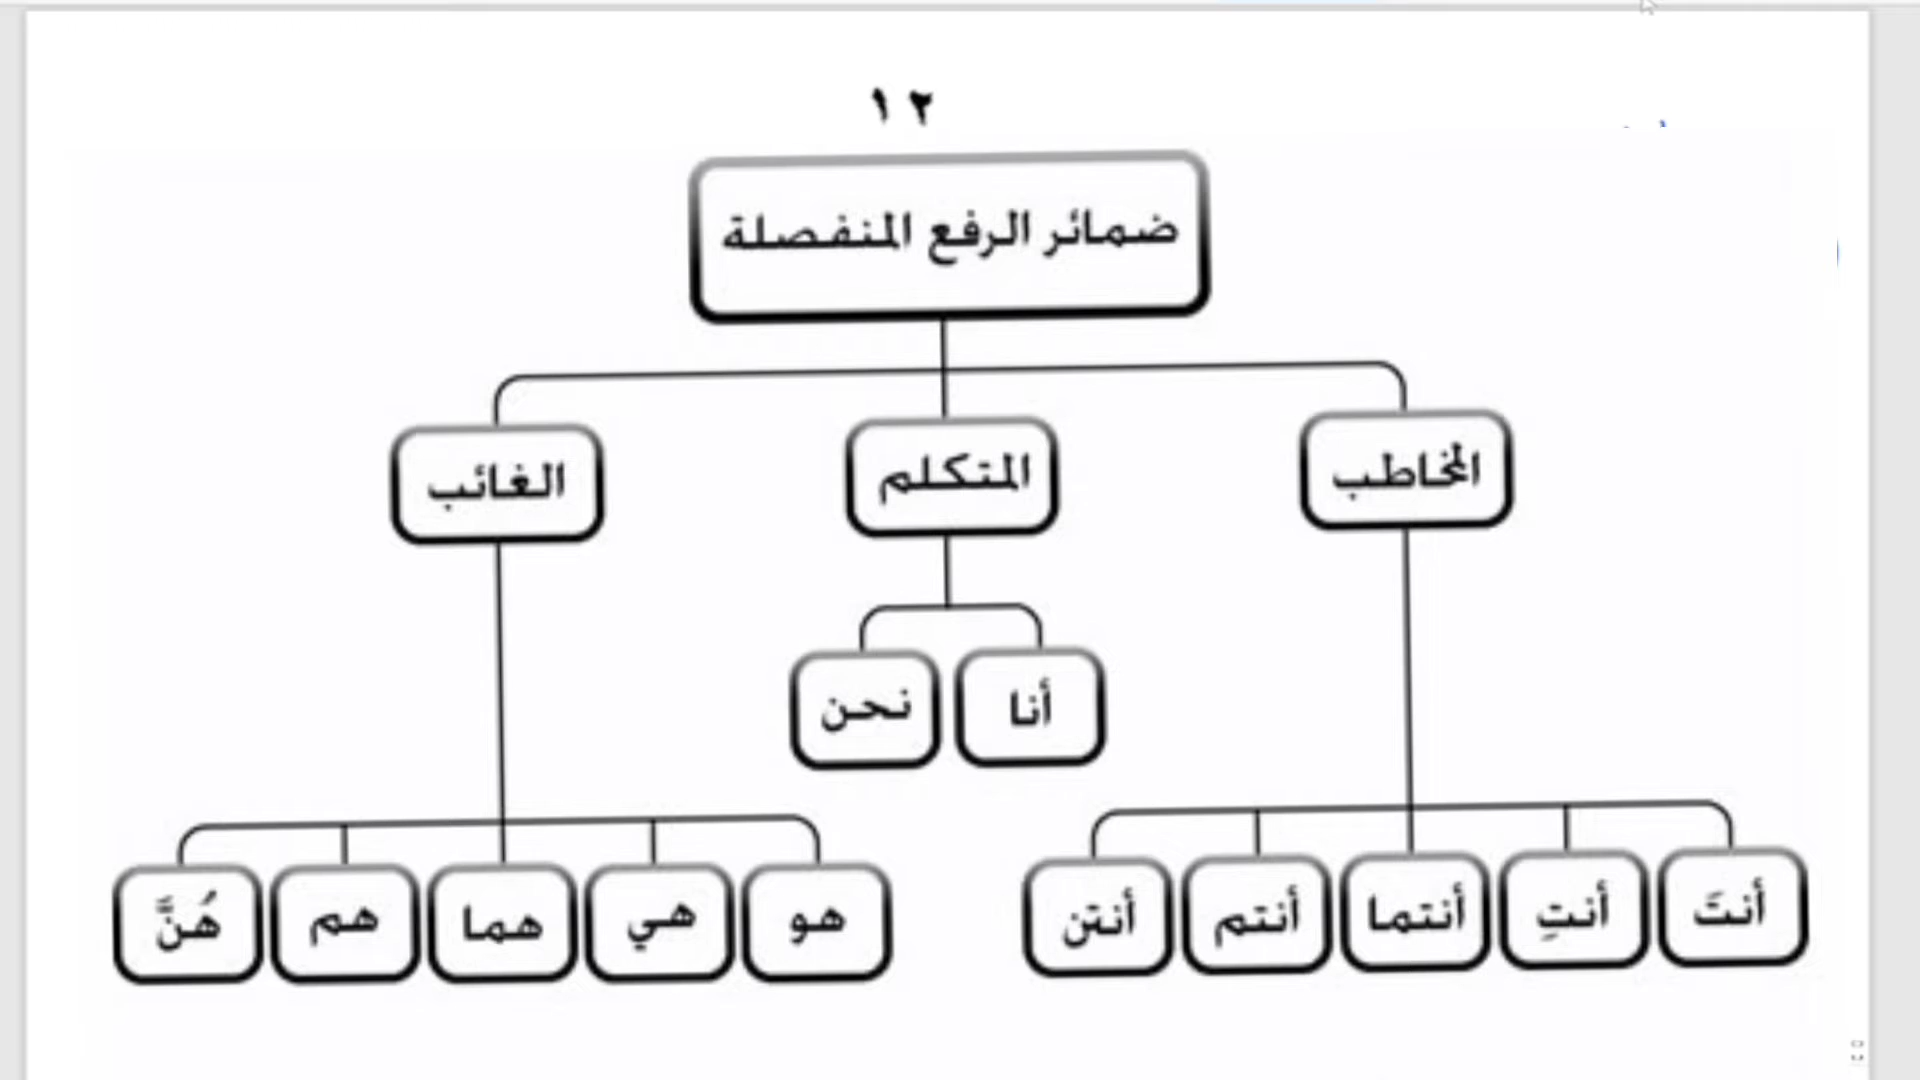 ١٢
ضمائر الرفع المنفصلة
المخاطب
المتكلم
الغائب
أنا
نحن
أنتَ
أنتِ
أنتما
أنتم
أنتن
هو
هي
هما
هم
هُنَّ